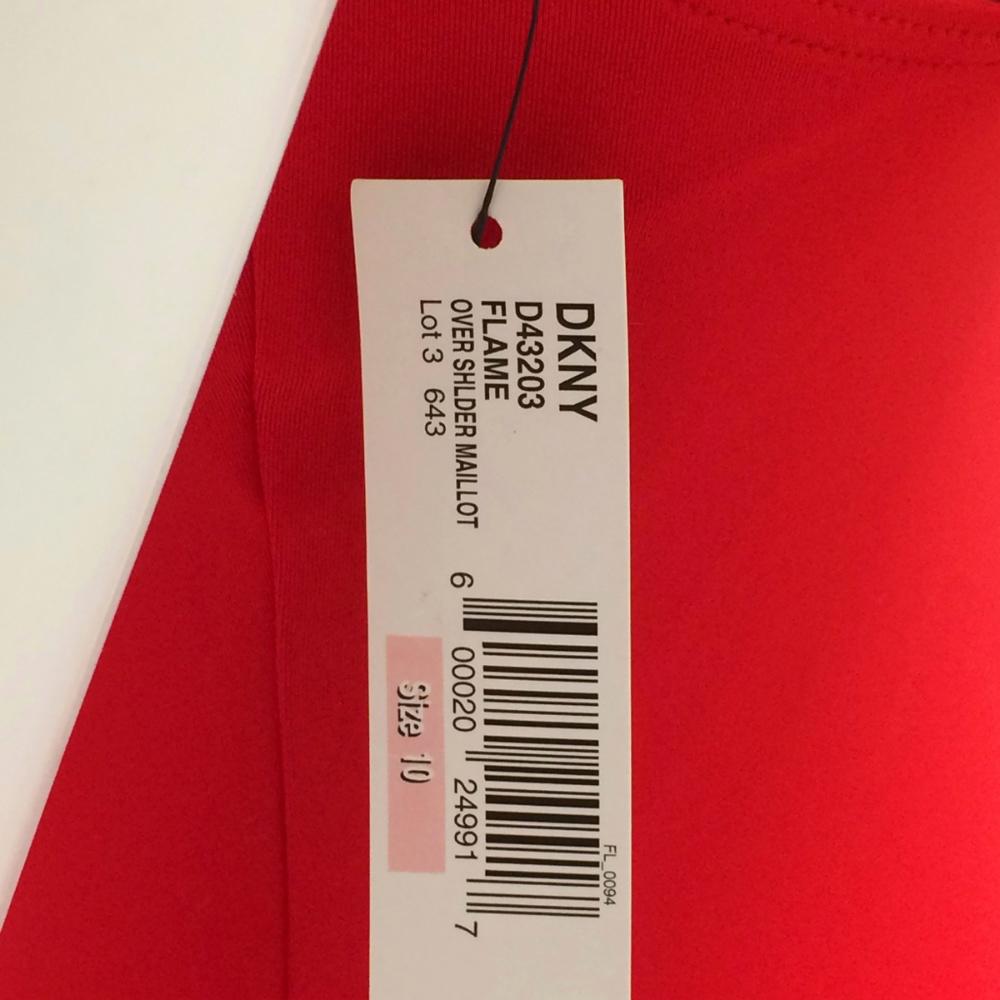 DKNY
D43203
FLAME
OVER SHLDER MAILLOT
Lot 3 643
FL_0094
6 00020 24991 7
Size 10